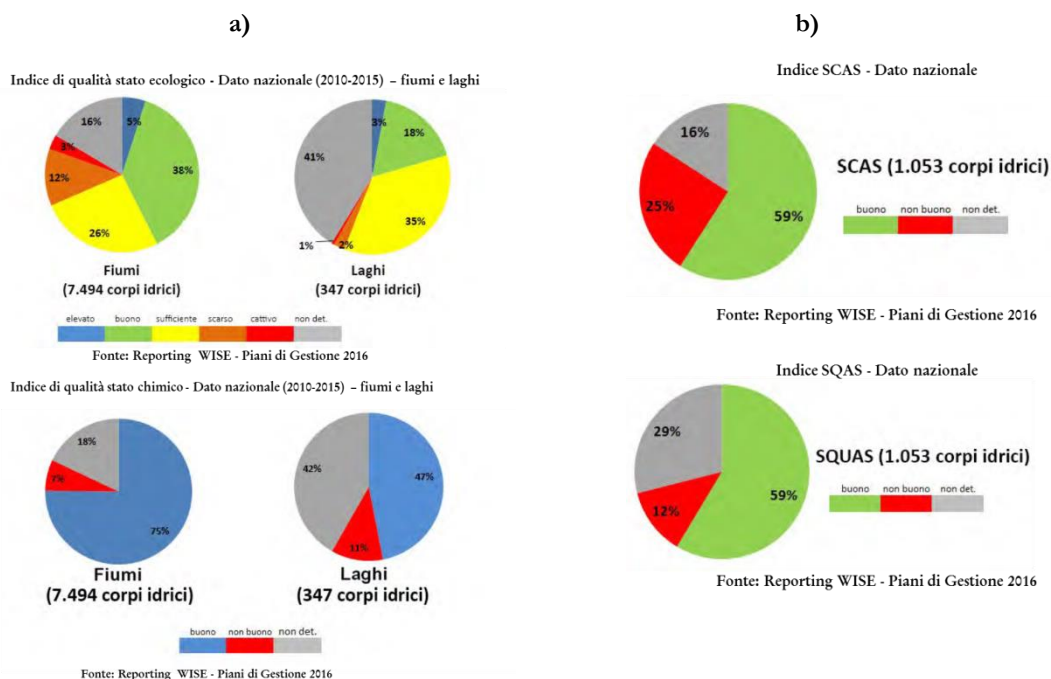 a)
Indice di qualità stato ecologico - Dato nazionale (2010-2015) – fiumi e laghi
5%
38%
26%
12%
3%
16%
Fiumi
(7.494 corpi idrici)
3%
18%
35%
2%
1%
41%
Laghi
(347 corpi idrici)
elevato buono sufficiente scarso cattivo non det.
Fonte: Reporting WISE - Piani di Gestione 2016
Indice di qualità stato chimico - Dato nazionale (2010-2015) – fiumi e laghi
18%
7%
75%
Fiumi
(7.494 corpi idrici)
42%
47%
11%
Laghi
(347 corpi idrici)
buono non buono non det.
Fonte: Reporting WISE - Piani di Gestione 2016
b)
Indice SCAS - Dato nazionale
16%
25%
59%
SCAS (1.053 corpi idrici)
buono non buono non det.
Fonte: Reporting WISE - Piani di Gestione 2016
Indice SQAS - Dato nazionale
29%
12%
59%
SQUAS (1.053 corpi idrici)
buono non buono non det.
Fonte: Reporting WISE - Piani di Gestione 2016